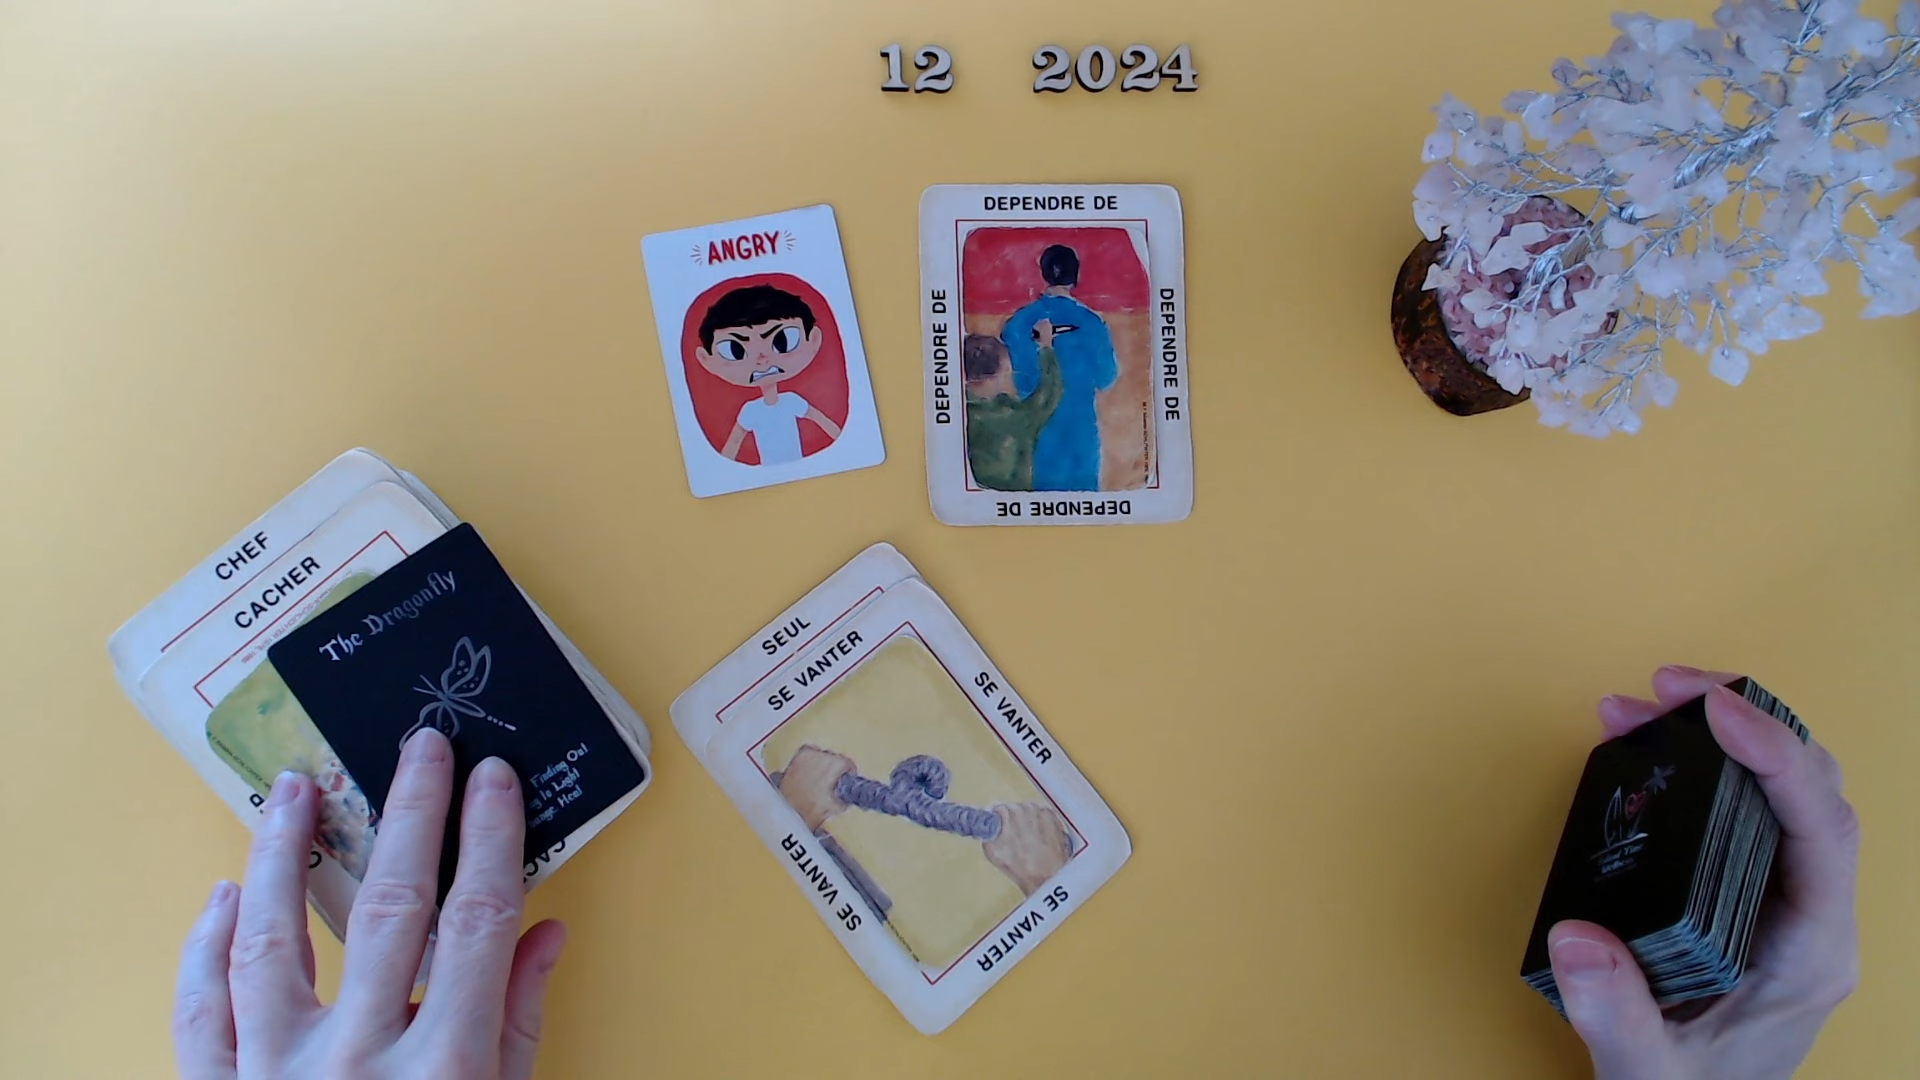 12 2024
ANGRY
DEPENDRE DE
DEPENDRE DE
DEPENDRE DE
DEPENDRE DE
CHEF
CACHER
The Dragonfly
Finding Out
to Light
Heal
SEUL
SE VANTER
SE VANTER
SE VANTER
SE VANTER